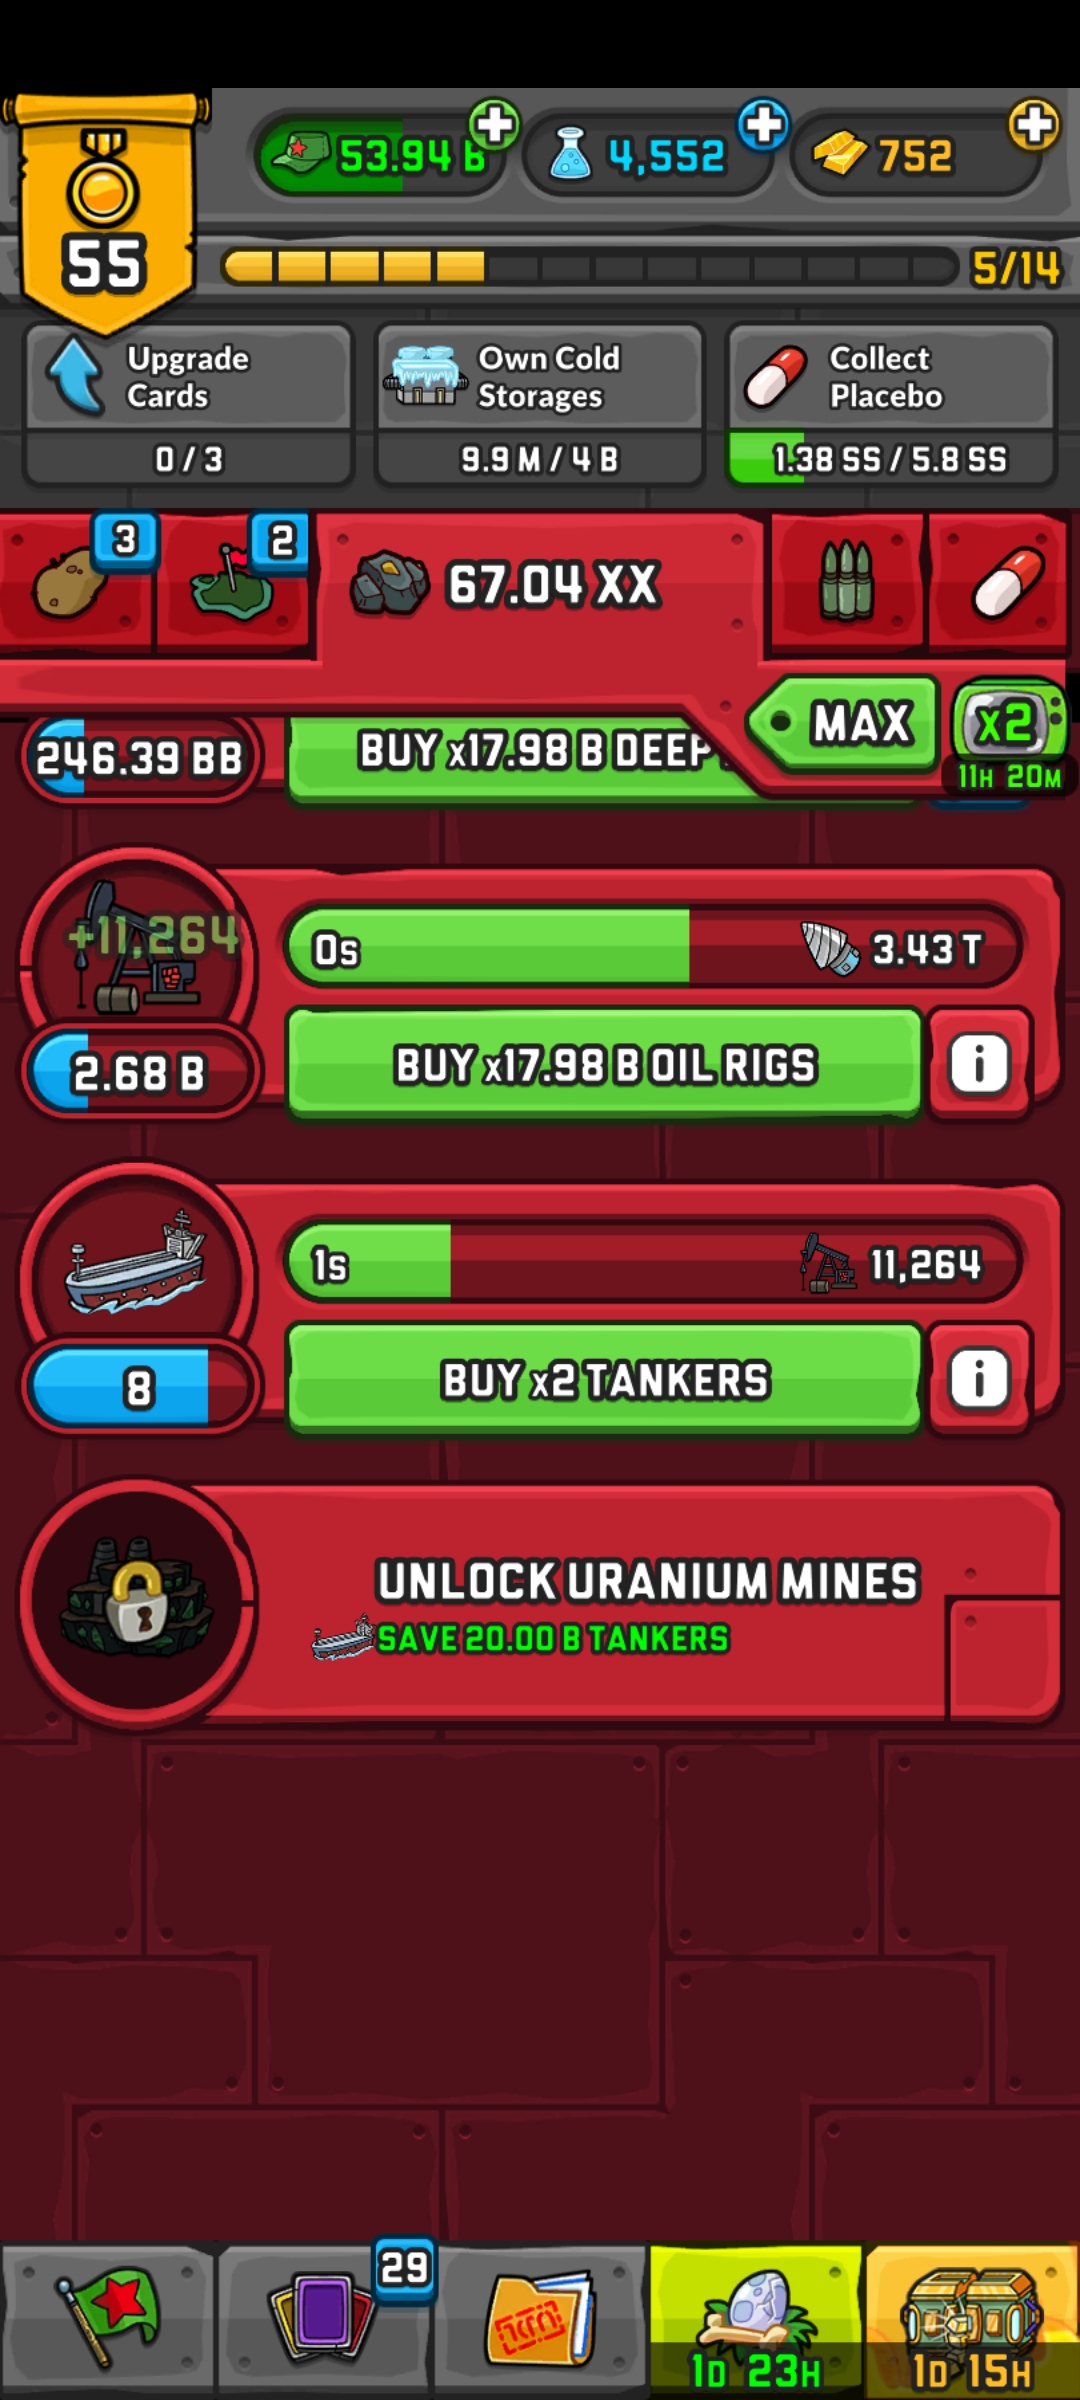 53.94 B
4,552
752
55
5/14
Upgrade
Cards
0 / 3
Own Cold
Storages
9.9 M / 4 B
Collect
Placebo
1.38 SS / 5.8 SS
3
2
67.04 XX
MAX
x2
11H 20M
246.39 BB
BUY x17.98 B DEEP
+11,264
0s
3.43 T
2.68 B
BUY x17.98 B OIL RIGS
i
1s
11,264
8
BUY x2 TANKERS
i
UNLOCK URANIUM MINES
SAVE 20.00 B TANKERS
29
1D 23H
1D 15H